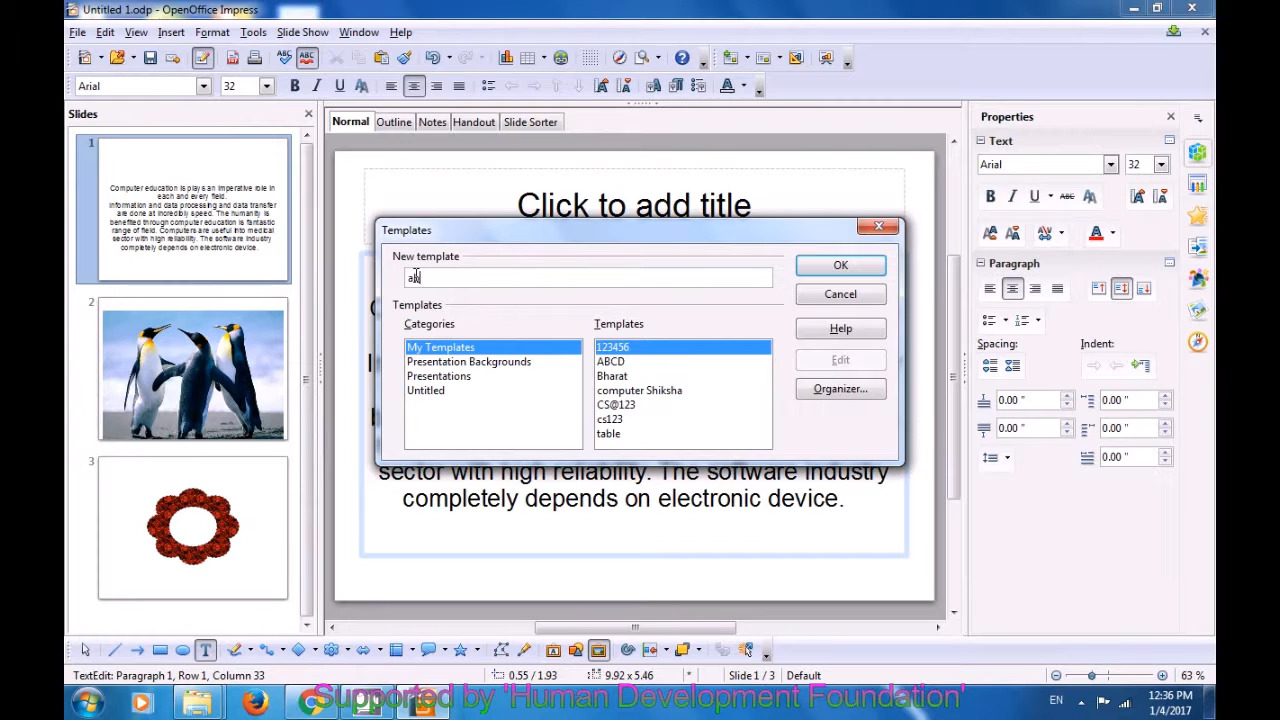 Untitled 1.odp - OpenOffice Impress
File Edit View Insert Format Tools Slide Show Window Help
Arial 32
Slides
Normal Outline Notes Handout Slide Sorter
Properties
Text
Arial 32
1
Computer education is plays an imperative role in
each and every field.
Information and data processing and data transfer
are done at incredibly speed. The humanity is
benefited through computer education is fantastic
range of field. Computers are useful into medical
sector with high reliability. The software industry
completely depends on electronic device.
2
3
Click to add title
Templates
New template
ab
Templates
Categories
My Templates
Presentation Backgrounds
Presentations
Untitled
Templates
123456
ABCD
Bharat
computer Shiksha
CS@123
cs123
table
OK
Cancel
Help
Edit
Organizer...
sector with high reliability. The software industry
completely depends on electronic device.
Paragraph
Spacing: Indent:
0.00 " 0.00 "
0.00 " 0.00 "
0.00 "
TextEdit: Paragraph 1, Row 1, Column 33 0.55 / 1.93 9.92 x 5.46 * Slide 1 / 3 Default 63 %
Supported by 'Human Development Foundation'
EN
12:36 PM
1/4/2017